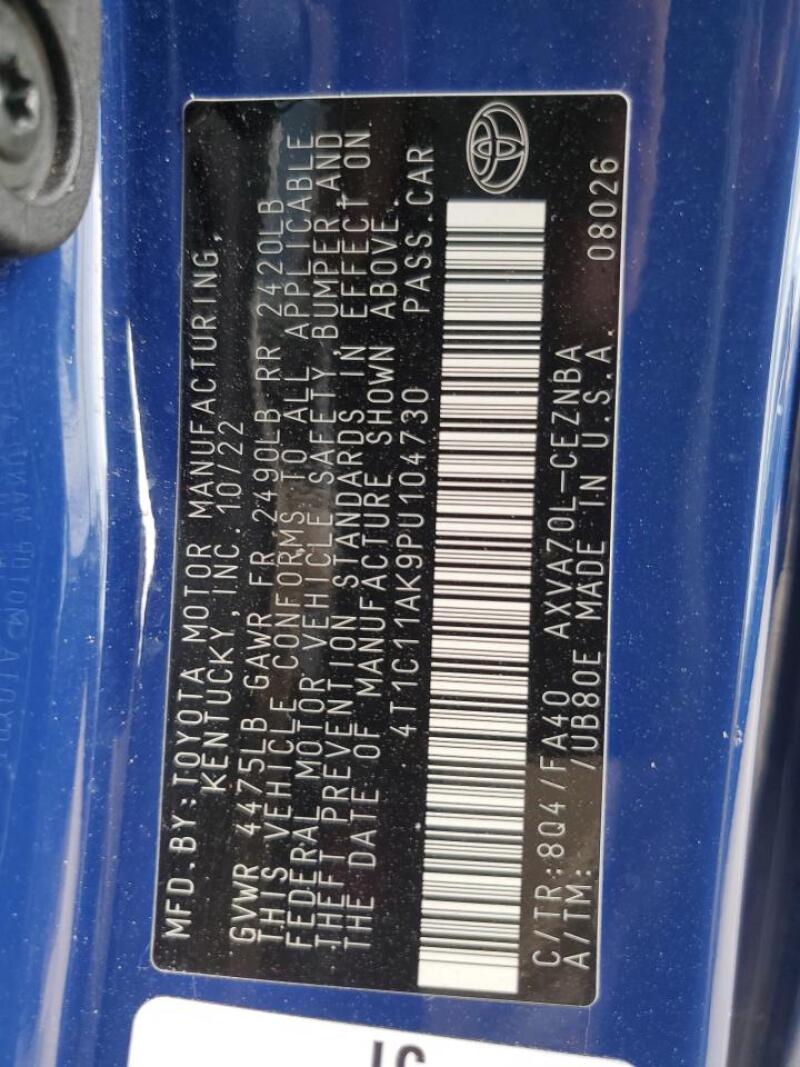 MFD.BY:TOYOTA MOTOR MANUFACTURING,
KENTUCKY,INC. 10/22
GVWR 4475LB GAWR FR 2490LB RR 2420LB
THIS VEHICLE CONFORMS TO ALL APPLICABLE
FEDERAL MOTOR VEHICLE SAFETY, BUMPER, AND
THEFT PREVENTION STANDARDS IN EFFECT ON
THE DATE OF MANUFACTURE SHOWN ABOVE.
4T1C11AK9PU104730 PASS.CAR
C/TR:8Q4/FA40 AXVA70L-CEZNBA 08026
A/TM: /UB80E MADE IN U.S.A.